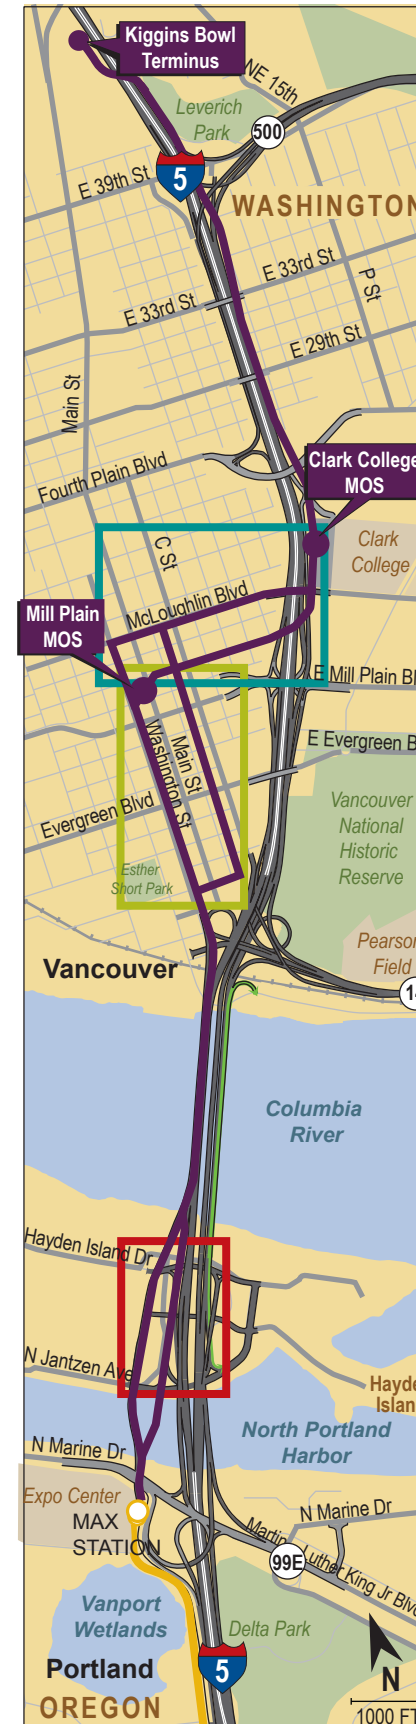 Kiggins Bowl
Terminus
NE 15th
Leverich
Park
500
E 39th St
5
WASHINGTON
E 33rd St
P St
E 33rd St
E 29th St
Main St
Fourth Plain Blvd
Clark College
MOS
C St
Clark
College
McLoughlin Blvd
Mill Plain
MOS
E Mill Plain Bl
E Evergreen B
Main St
Washington St
Evergreen Blvd
Vancouver
National
Historic
Reserve
Esther
Short Park
Pearson
Field
Vancouver
14
Columbia
River
Hayden Island Dr
N Jantzen Ave
Hayde
Islan
North Portland
Harbor
N Marine Dr
Expo Center
MAX
STATION
N Marine Dr
Martin Luther King Jr Blvd
99E
Vanport
Wetlands
Delta Park
Portland
5
N
OREGON
1000 FT